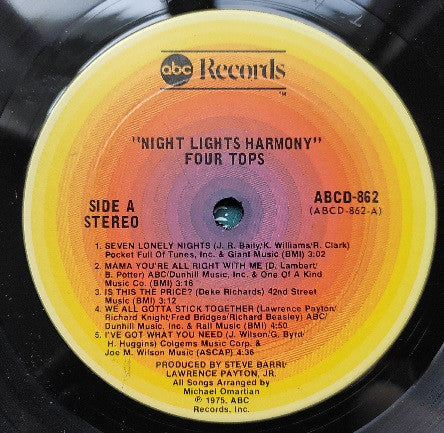 abc Records
TM
"NIGHT LIGHTS HARMONY"
FOUR TOPS
SIDE A
STEREO
ABCD-862
(ABCD-862-A)
1. SEVEN LONELY NIGHTS (J. R. Baily/K. Williams/R. Clark)
Pocket Full Of Tunes, Inc. & Giant Music (BMI) 3:02
2. MAMA YOU'RE ALL RIGHT WITH ME (D. Lambert/
B. Potter) ABC/Dunhill Music, Inc. & One Of A Kind
Music Co. (BMI) 3:16
3. IS THIS THE PRICE? (Deke Richards) 42nd Street
Music (BMI) 3:12
4. WE ALL GOTTA STICK TOGETHER (Lawrence Payton/
Richard Knight/Fred Bridges/Richard Beasley) ABC/
Dunhill Music, Inc. & Rall Music (BMI) 4:50
5. I'VE GOT WHAT YOU NEED (J. Wilson/G. Byrd/
H. Huggins) Colgems Music Corp. &
Joe M. Wilson Music (ASCAP) 4:36
PRODUCED BY STEVE BARRI/
LAWRENCE PAYTON, JR.
All Songs Arranged by
Michael Omartian
℗ 1975, ABC
Records, Inc.